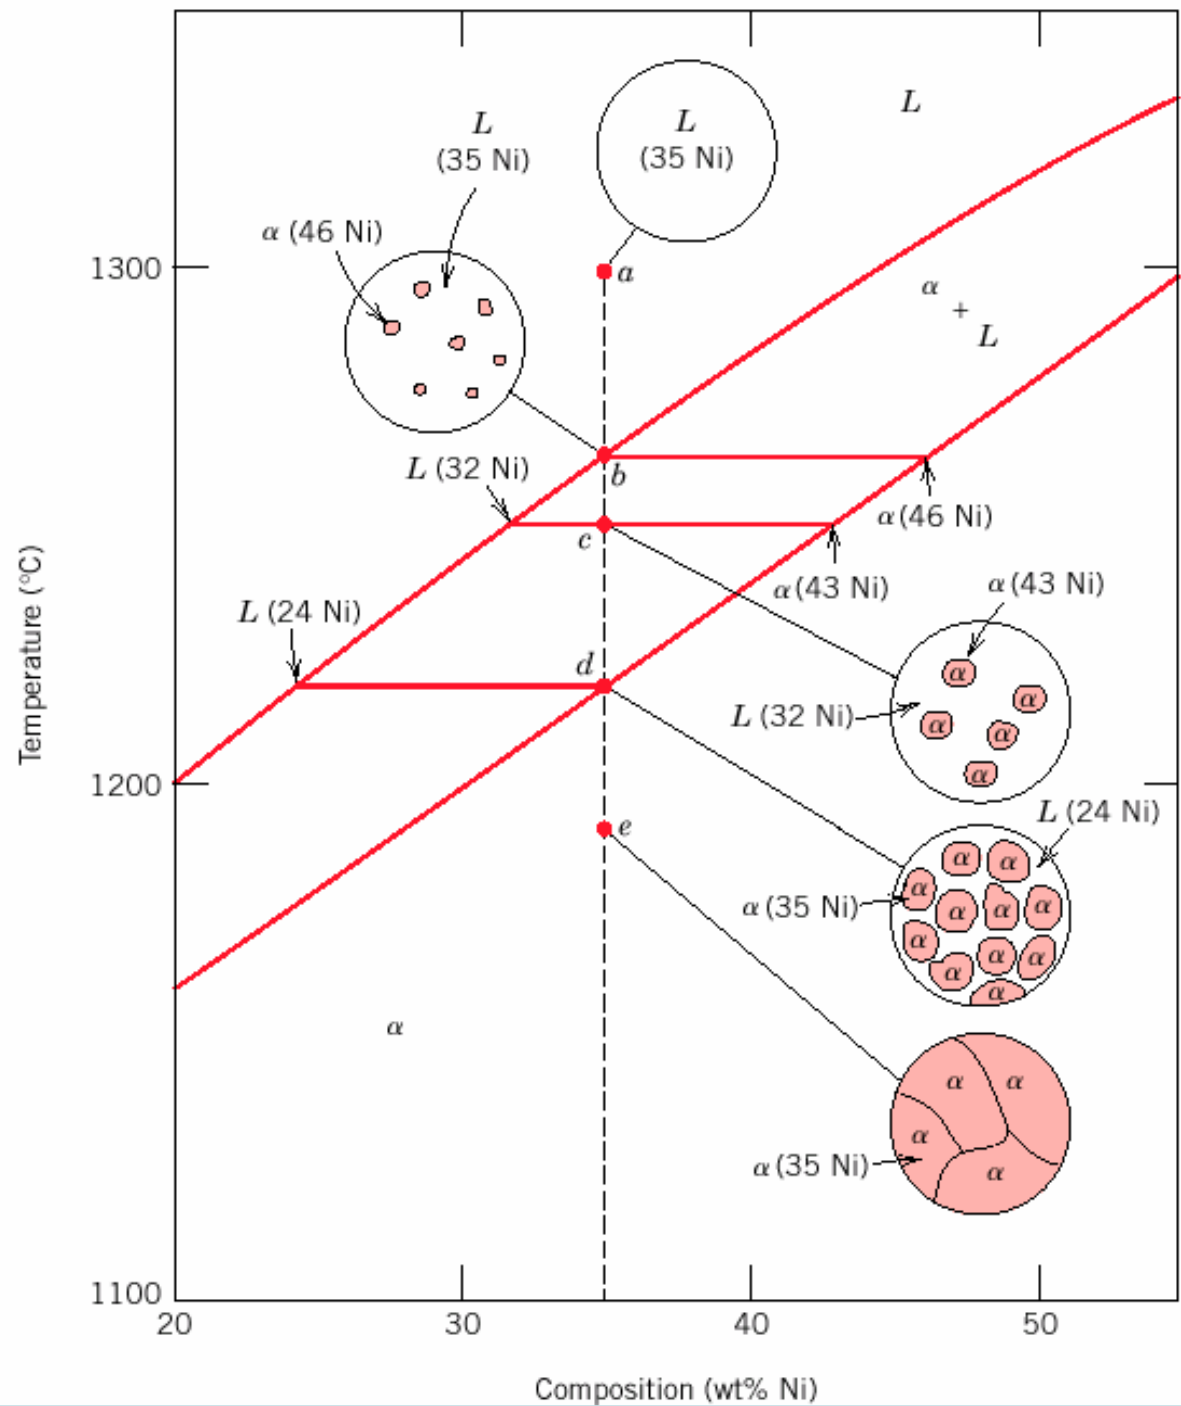 L
(35 Ni)
L
L
(35 Ni)
α (46 Ni)
1300
a
α
+
L
L (32 Ni)
b
α (46 Ni)
c
α (43 Ni)
α (43 Ni)
L (24 Ni)
d
α
α
L (32 Ni)
α
α
α
1200
Temperature (°C)
e
L (24 Ni)
α
α
α
α (35 Ni)
α
α
α
α
α
α
α
α
α
α
α
α
α (35 Ni)
α
1100
20
30
40
50
Composition (wt% Ni)